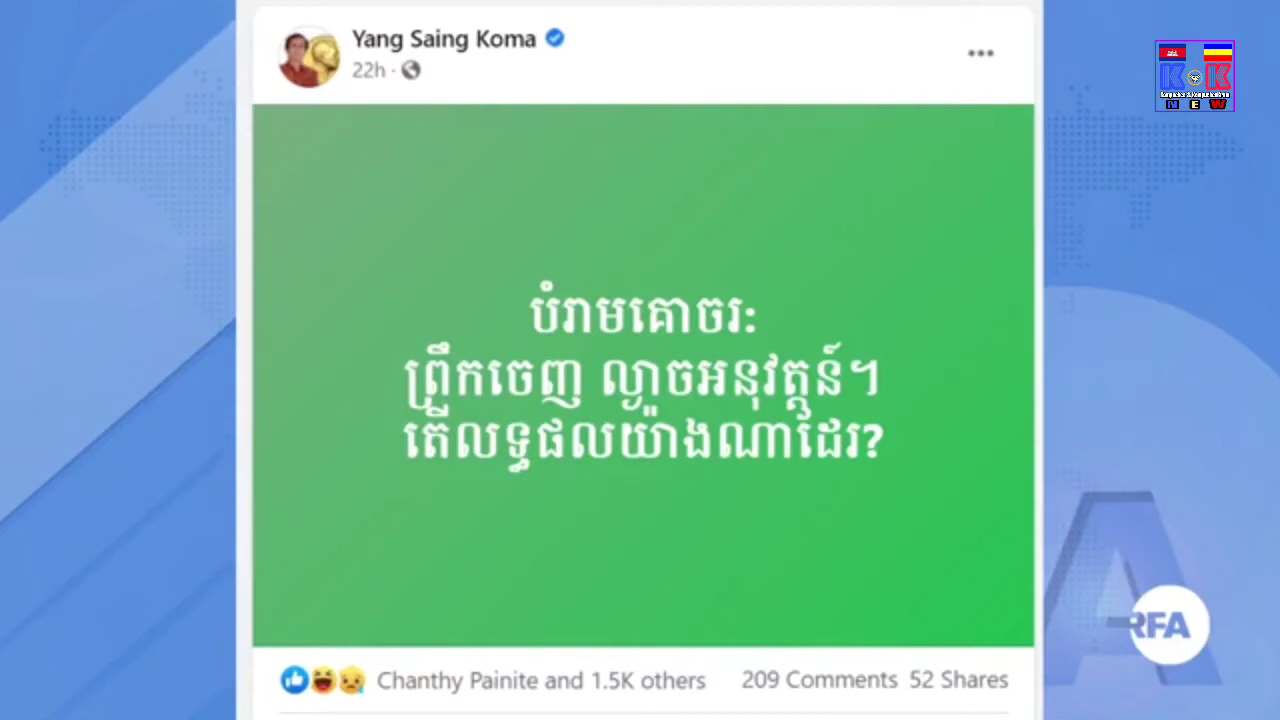 Yang Saing Koma
22h ·
បំរាមគោចរ:
ព្រឹកចេញ ល្ងាចអនុវត្តន៍។
តើលទ្ធផលយ៉ាងណាដែរ?
Chanthy Painite and 1.5K others
209 Comments 52 Shares
K K
NEW
RFA
A